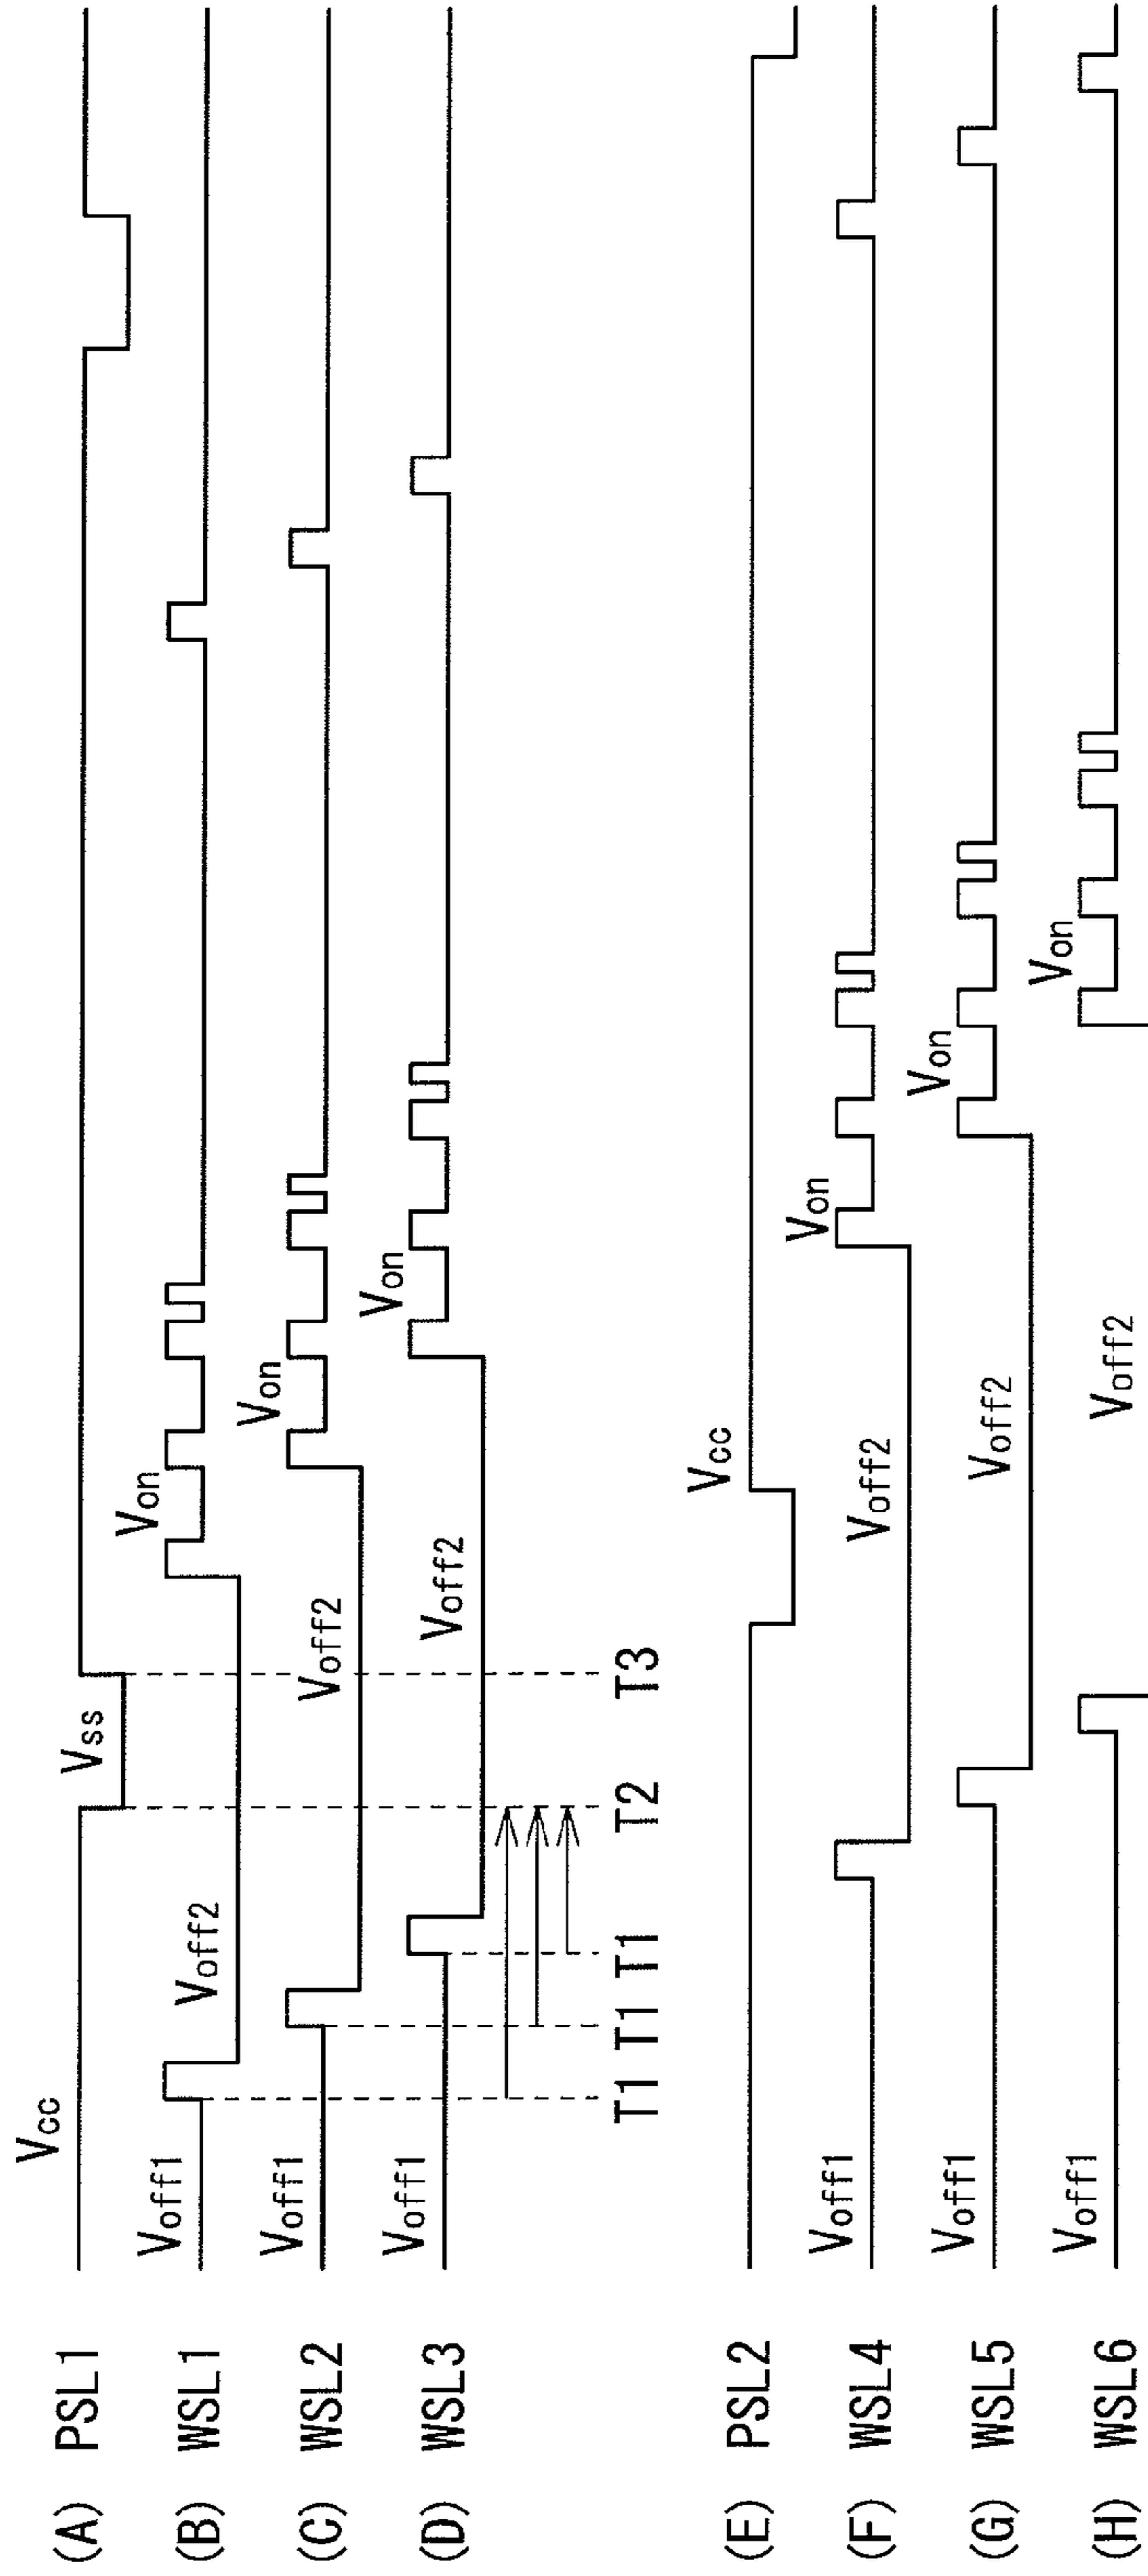 (A) PSL1 Vcc Vss
(B) WSL1 Voff1 Voff2 Von
(C) WSL2 Voff1 Voff2 Von
(D) WSL3 Voff1 Voff2 Von
T1 T1 T1 T2 T3
(E) PSL2 Vcc
(F) WSL4 Voff1 Voff2 Von
(G) WSL5 Voff1 Voff2 Von
(H) WSL6 Voff1 Voff2 Von